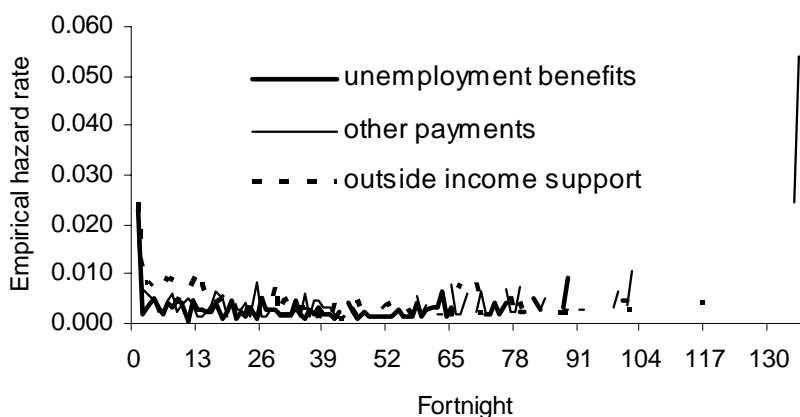 0.060
0.050
0.040
0.030
0.020
0.010
0.000
Empirical hazard rate
unemployment benefits
other payments
outside income support
0 13 26 39 52 65 78 91 104 117 130
Fortnight